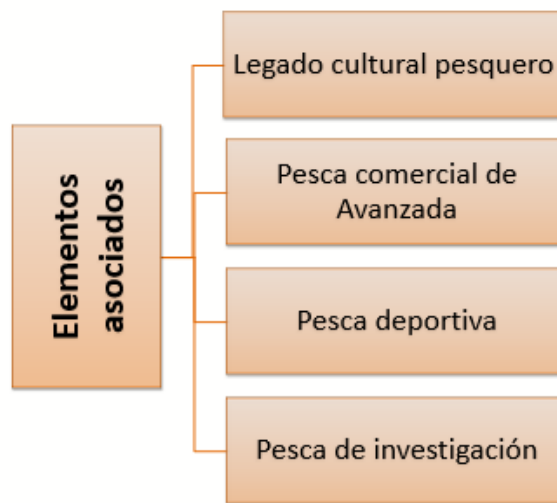 Elementos
asociados
Legado cultural pesquero
Pesca comercial de
Avanzada
Pesca deportiva
Pesca de investigación